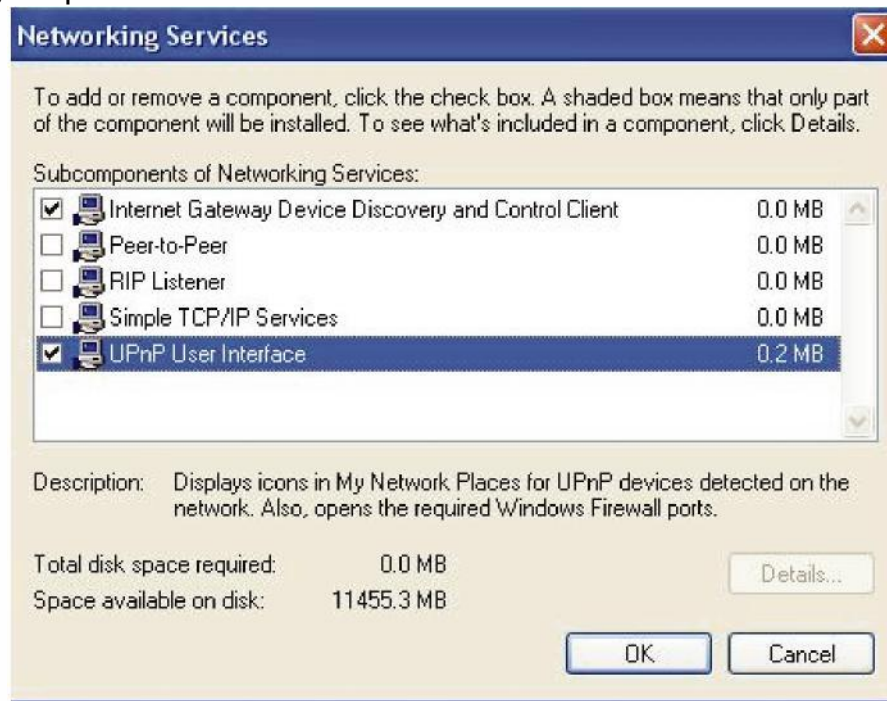 Networking Services
To add or remove a component, click the check box. A shaded box means that only part
of the component will be installed. To see what's included in a component, click Details.
Subcomponents of Networking Services:
Internet Gateway Device Discovery and Control Client 0.0 MB
Peer-to-Peer 0.0 MB
RIP Listener 0.0 MB
Simple TCP/IP Services 0.0 MB
UPnP User Interface 0.2 MB
Description: Displays icons in My Network Places for UPnP devices detected on the
network. Also, opens the required Windows Firewall ports.
Total disk space required: 0.0 MB
Space available on disk: 11455.3 MB
Details...
OK Cancel